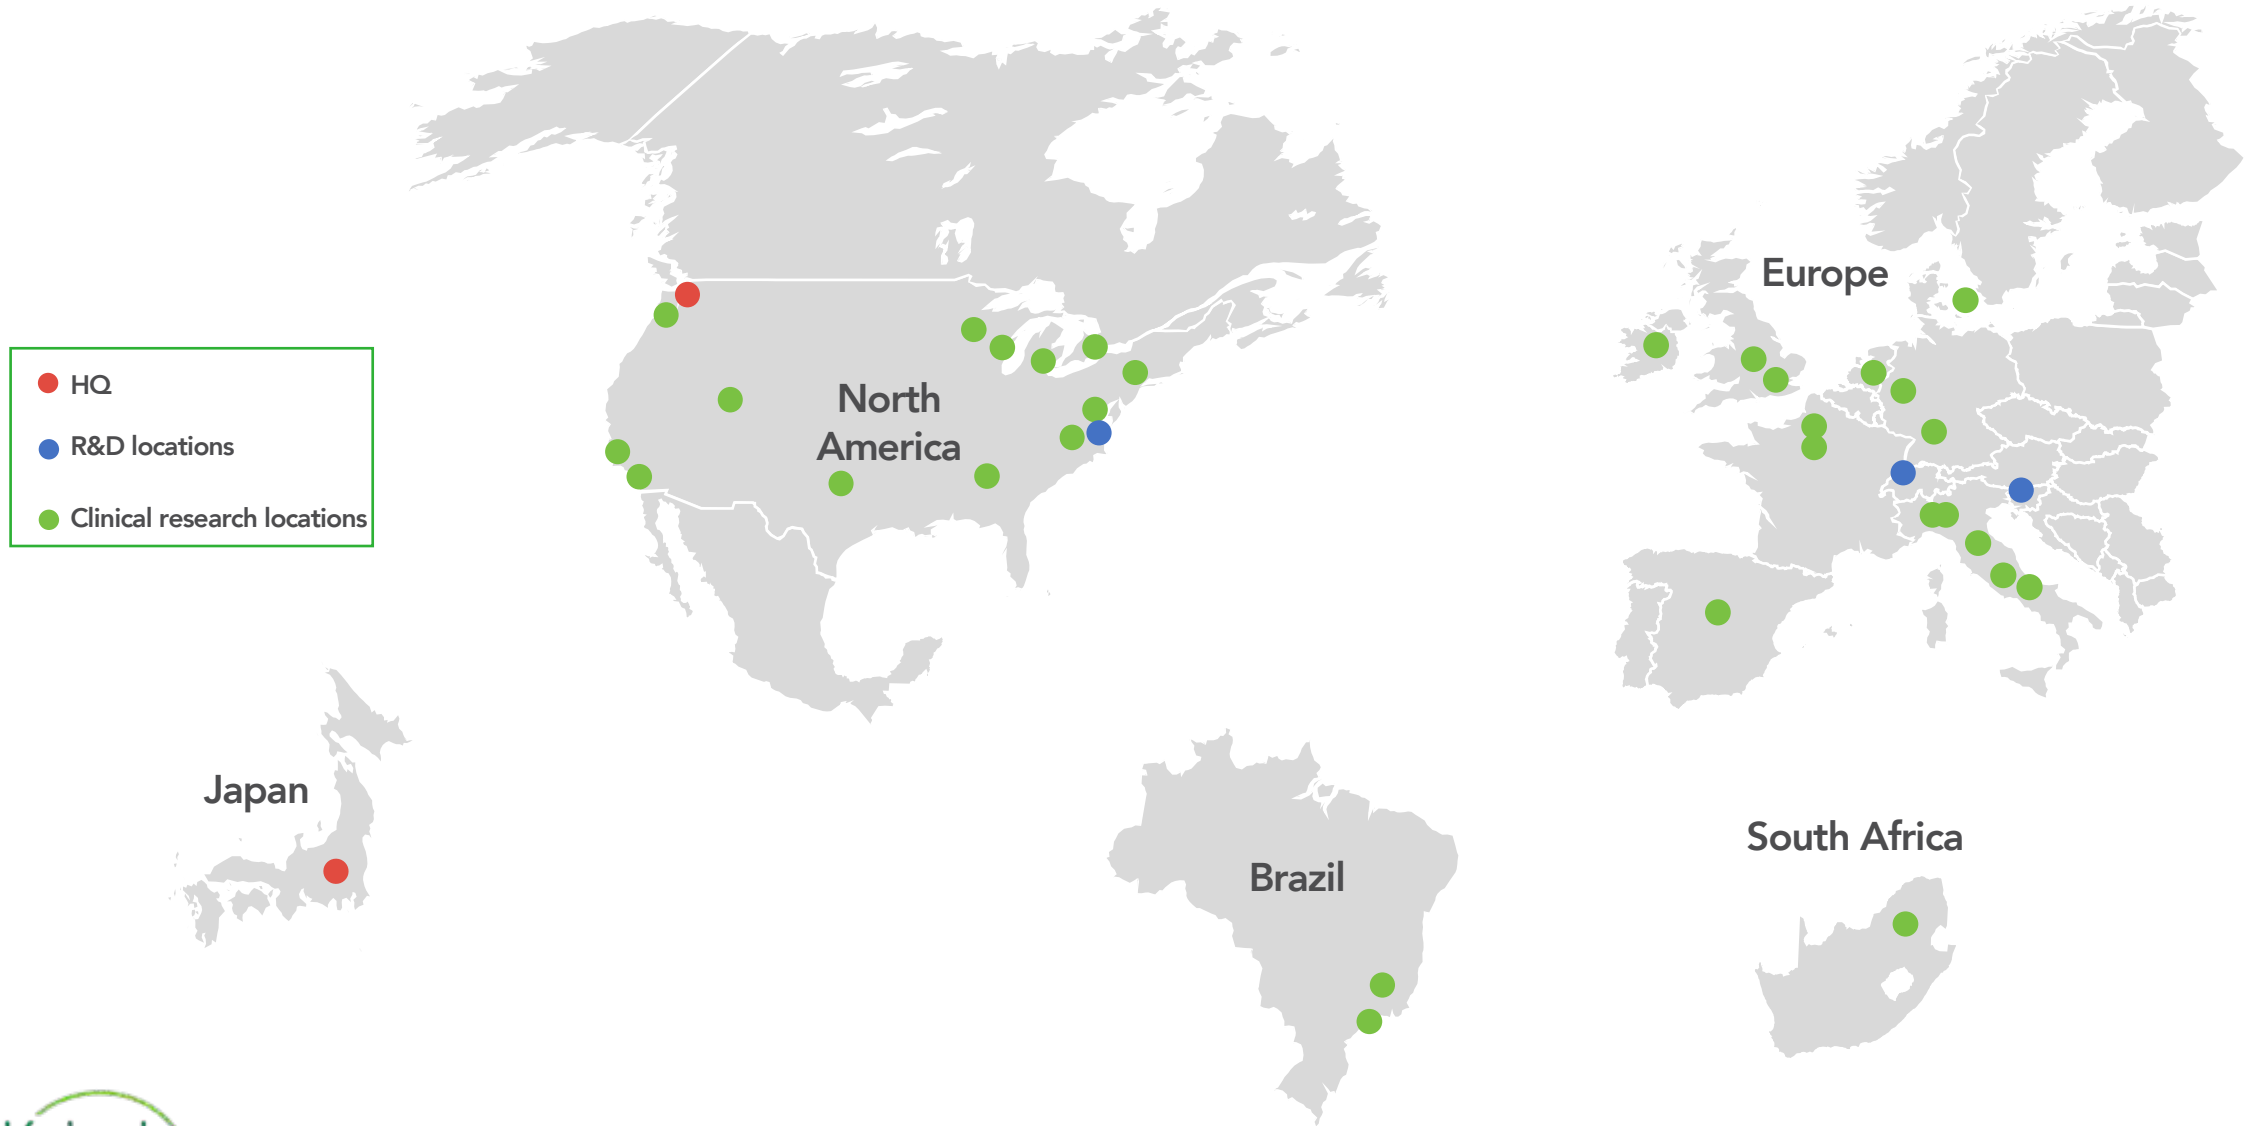 Europe
HQ
R&D locations
Clinical research locations
North
America
Japan
Brazil
South Africa